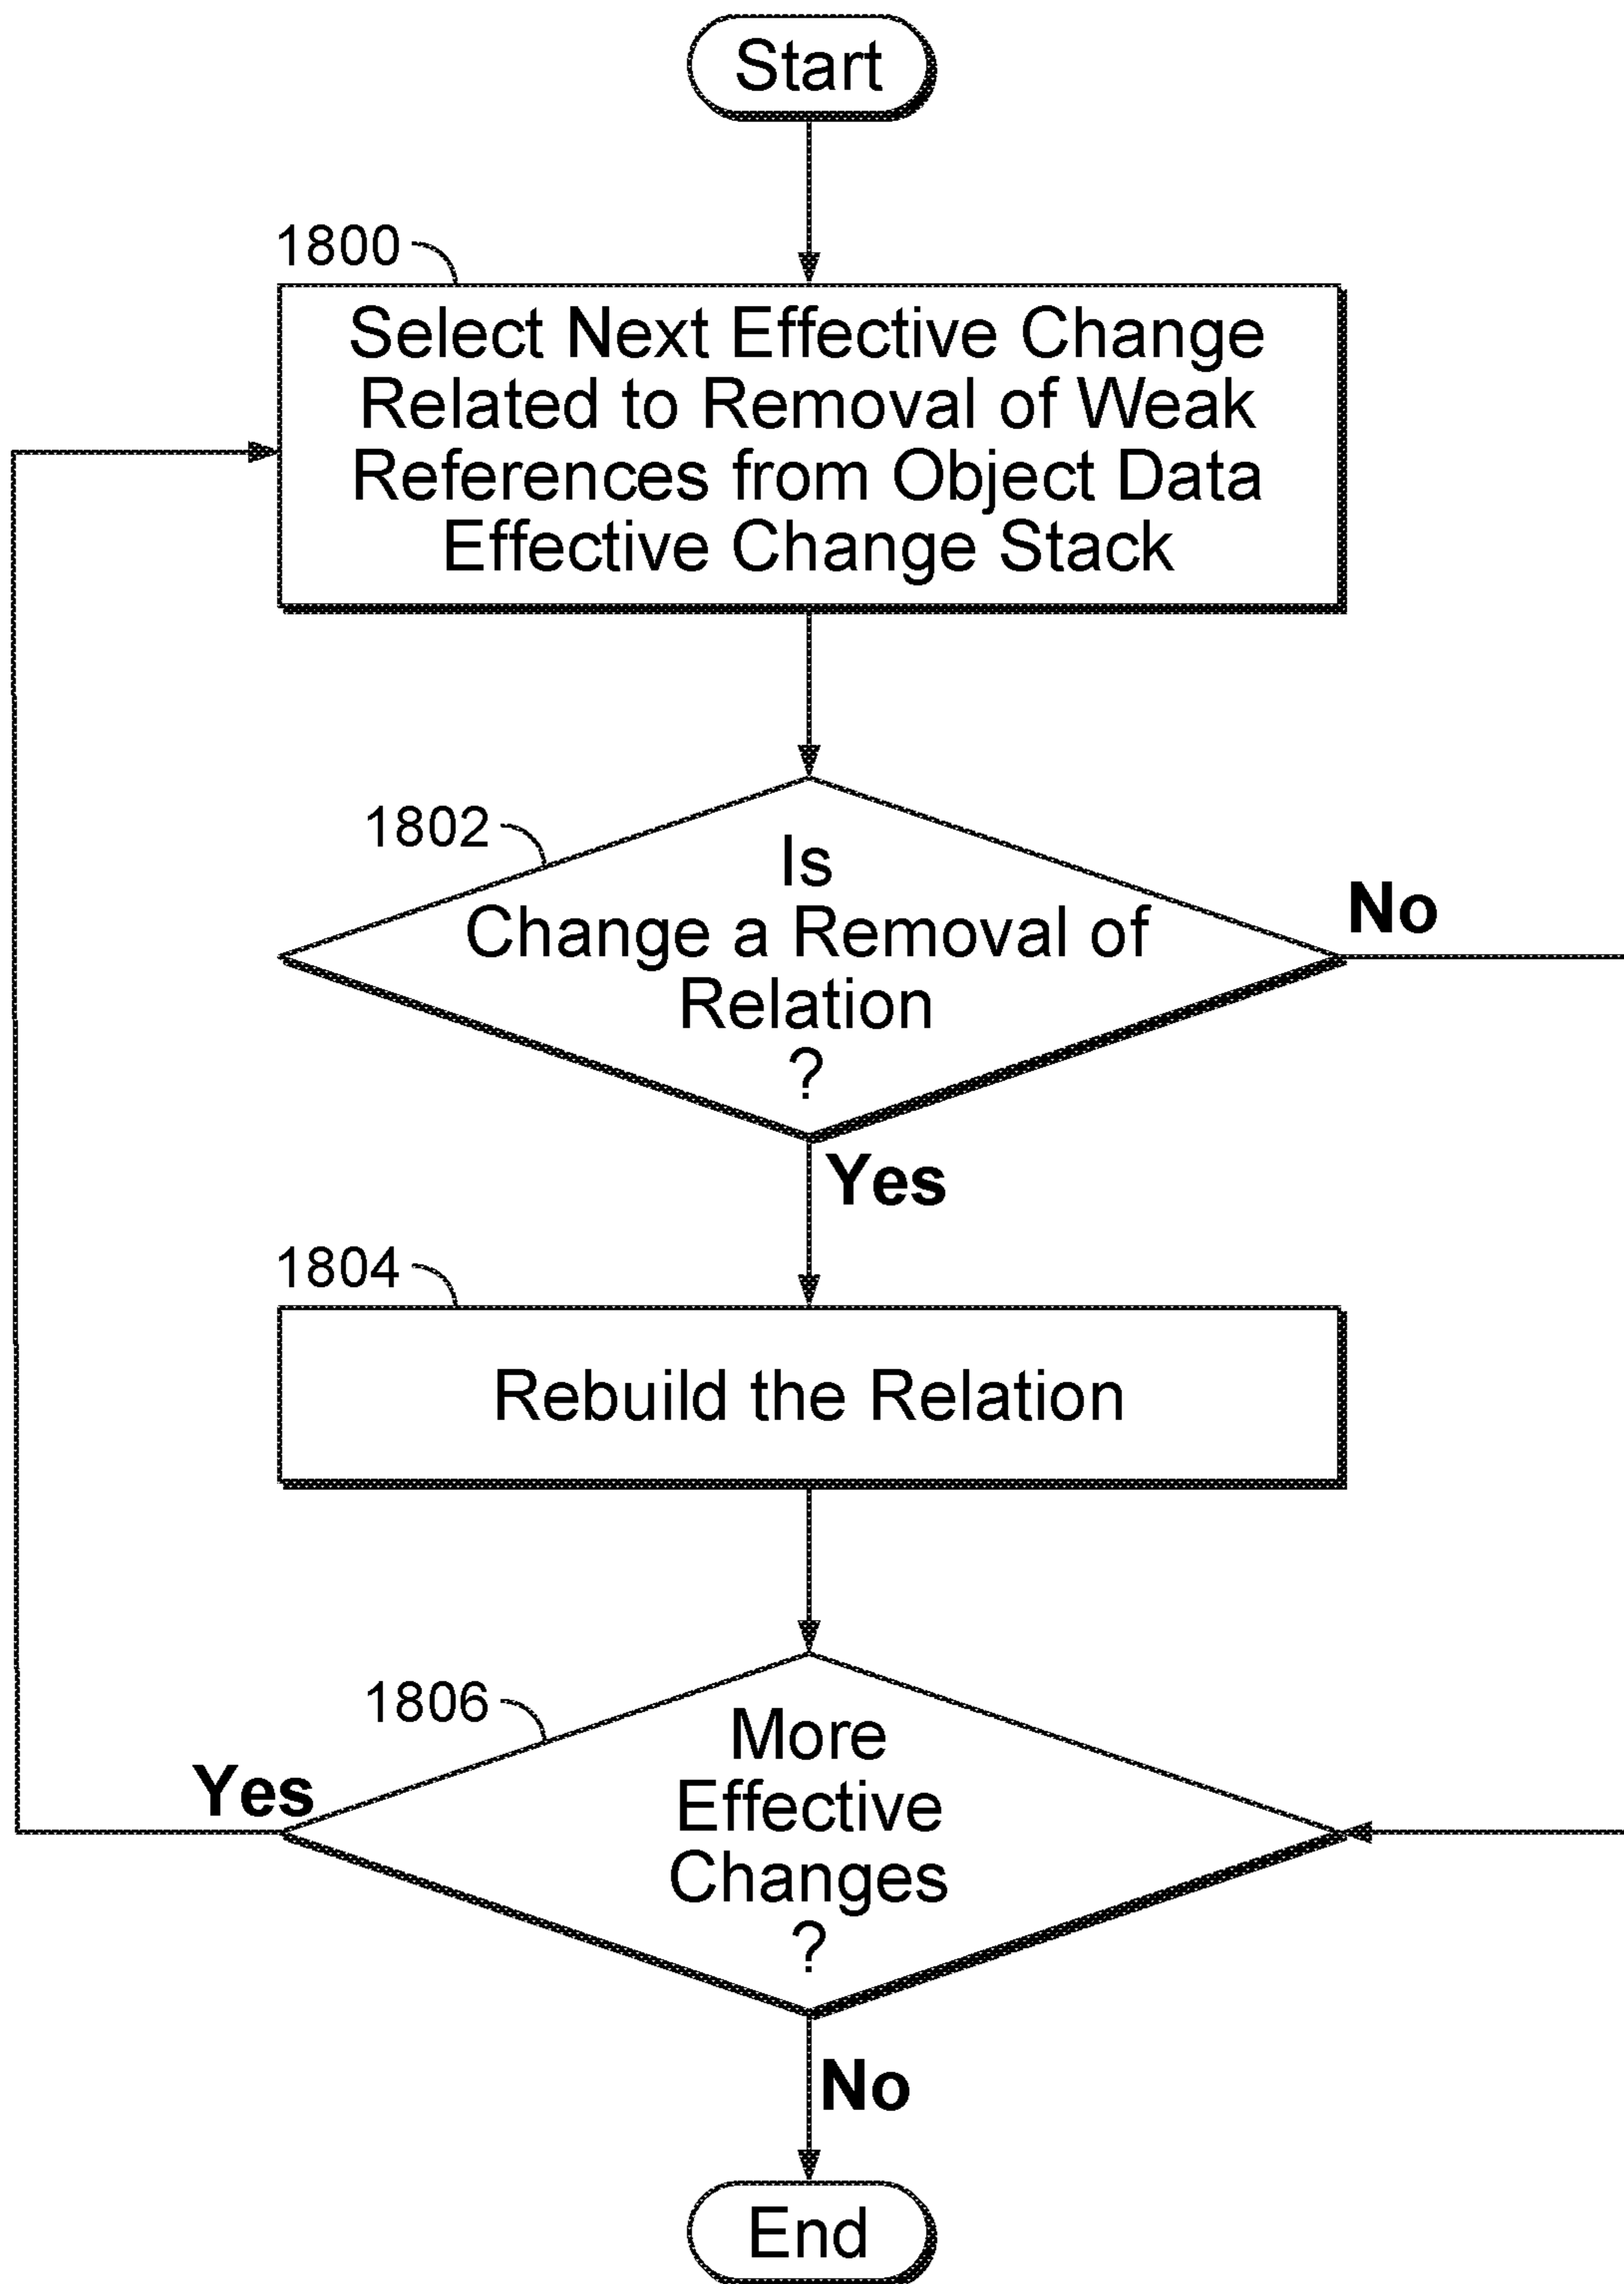 Start
1800
Select Next Effective Change
Related to Removal of Weak
References from Object Data
Effective Change Stack
1802
Is
Change a Removal of
Relation
?
No
Yes
1804
Rebuild the Relation
1806
More
Effective
Changes
?
Yes
No
End